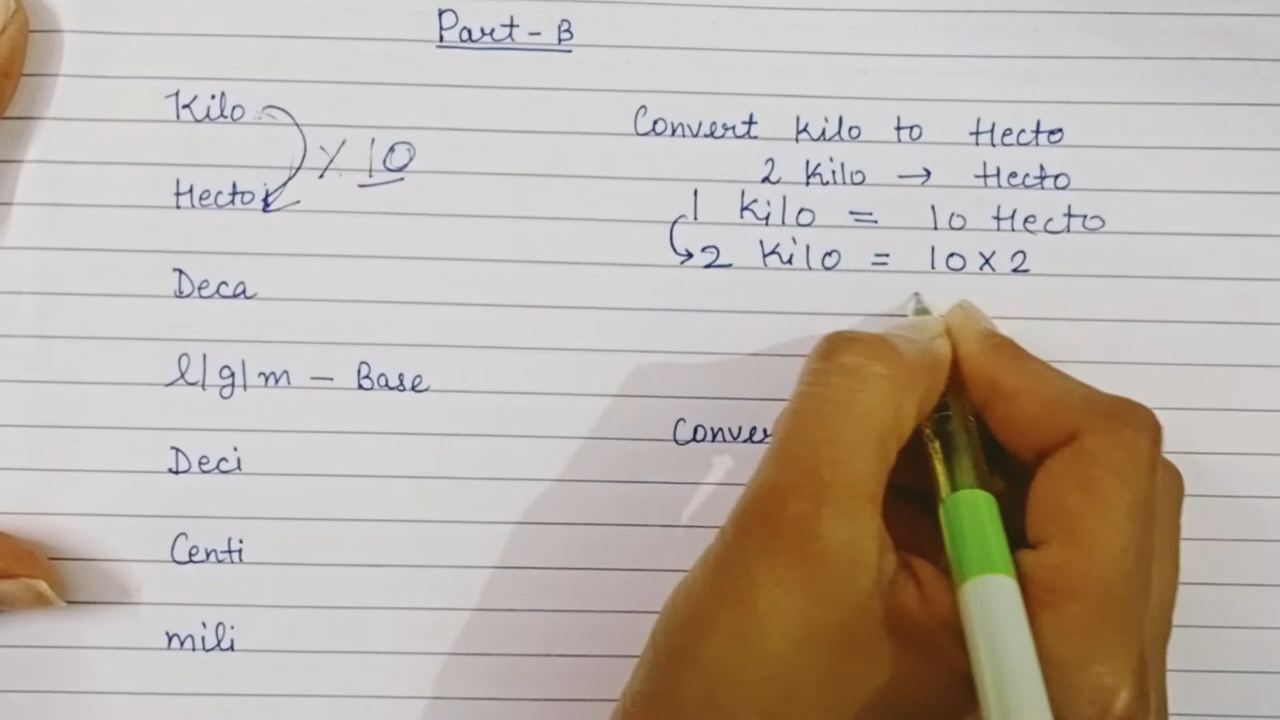 Part - B
Kilo
× 10
Hecto
Deca
l/g/m - Base
Deci
Centi
mili
Convert Kilo to Hecto
2 Kilo → Hecto
1 Kilo = 10 Hecto
2 Kilo = 10 × 2